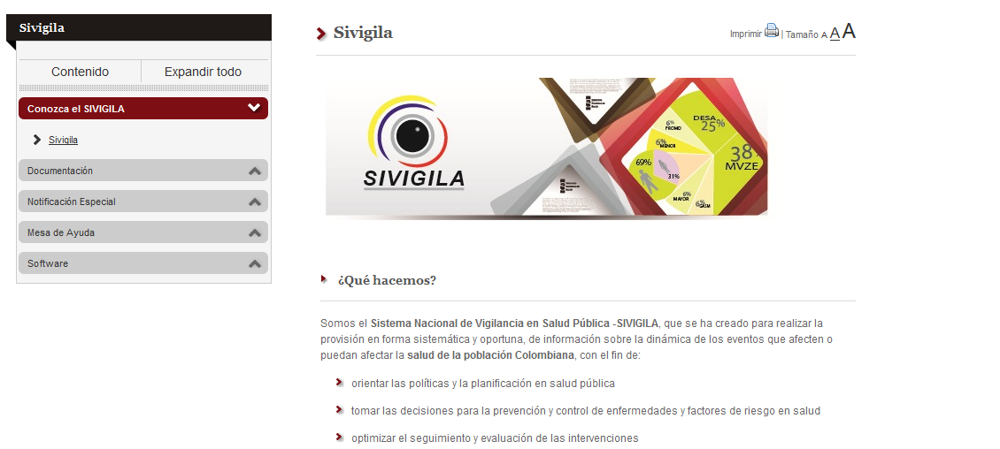 Sivigila
Contenido
Expandir todo
Conozca el SIVIGILA
Sivigila
Documentación
Notificación Especial
Mesa de Ayuda
Software
Sivigila
Imprimir | Tamaño A A A
SIVIGILA
6%
PROMO
DESA
25%
6%
MENOR
38
MVZE
69%
31%
6%
MAYOR
6%
¿Qué hacemos?
Somos el Sistema Nacional de Vigilancia en Salud Pública -SIVIGILA, que se ha creado para realizar la
provisión en forma sistemática y oportuna, de información sobre la dinámica de los eventos que afecten o
puedan afectar la salud de la población Colombiana, con el fin de:
orientar las políticas y la planificación en salud pública
tomar las decisiones para la prevención y control de enfermedades y factores de riesgo en salud
optimizar el seguimiento y evaluación de las intervenciones